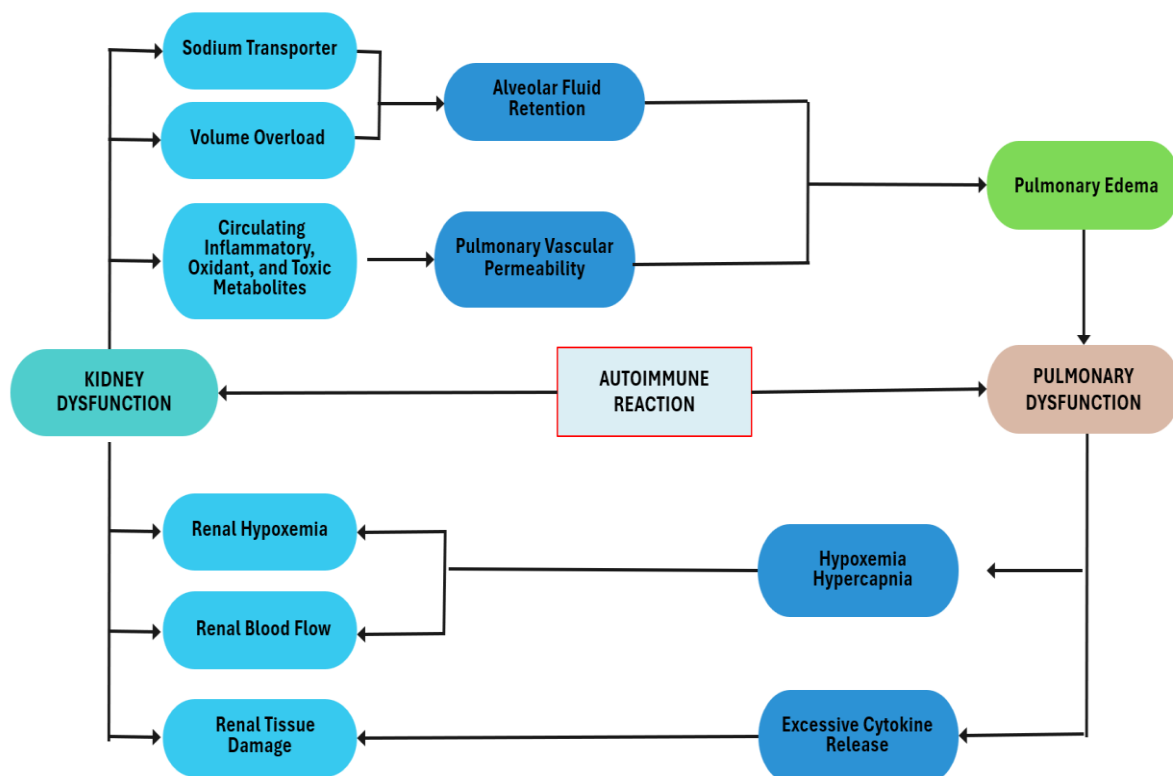 Sodium Transporter
Volume Overload
Alveolar Fluid
Retention
Circulating
Inflammatory,
Oxidant, and Toxic
Metabolites
Pulmonary Vascular
Permeability
Pulmonary Edema
KIDNEY
DYSFUNCTION
AUTOIMMUNE
REACTION
PULMONARY
DYSFUNCTION
Renal Hypoxemia
Renal Blood Flow
Hypoxemia
Hypercapnia
Renal Tissue
Damage
Excessive Cytokine
Release